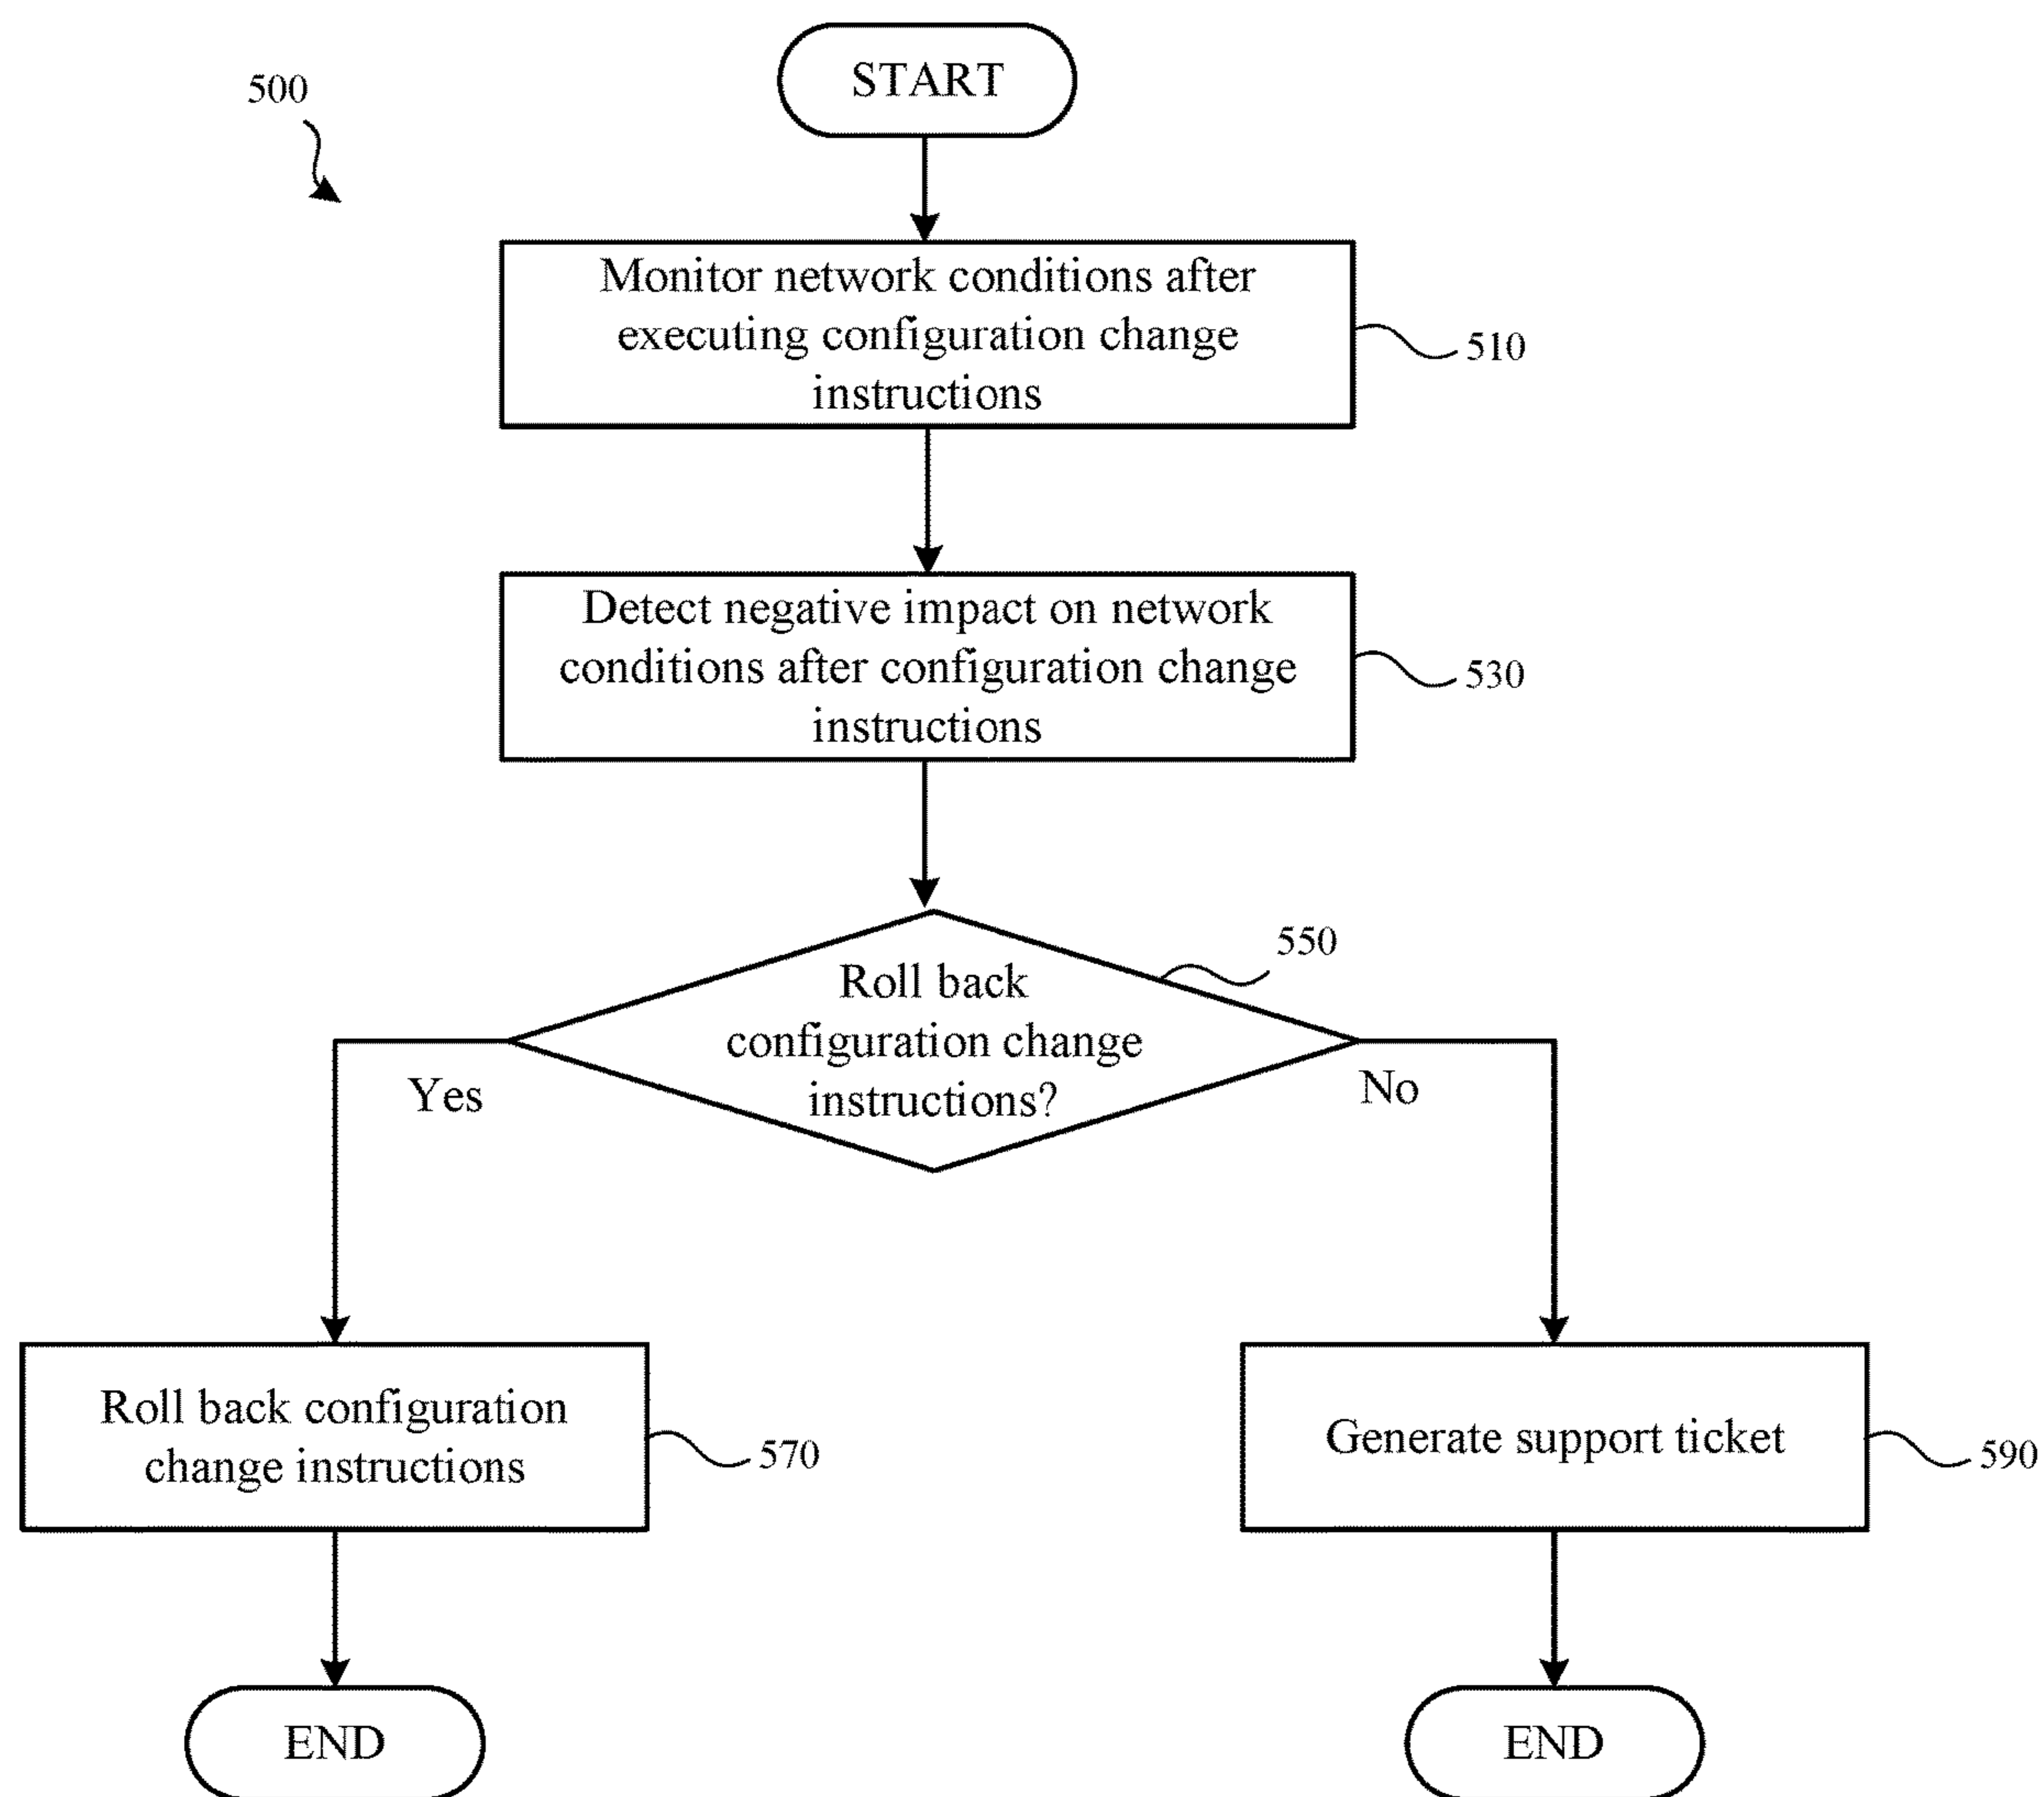 500
START
Monitor network conditions after
executing configuration change
instructions
510
Detect negative impact on network
conditions after configuration change
instructions
530
550
Roll back
configuration change
instructions?
Yes
No
Roll back configuration
change instructions
570
Generate support ticket
590
END
END